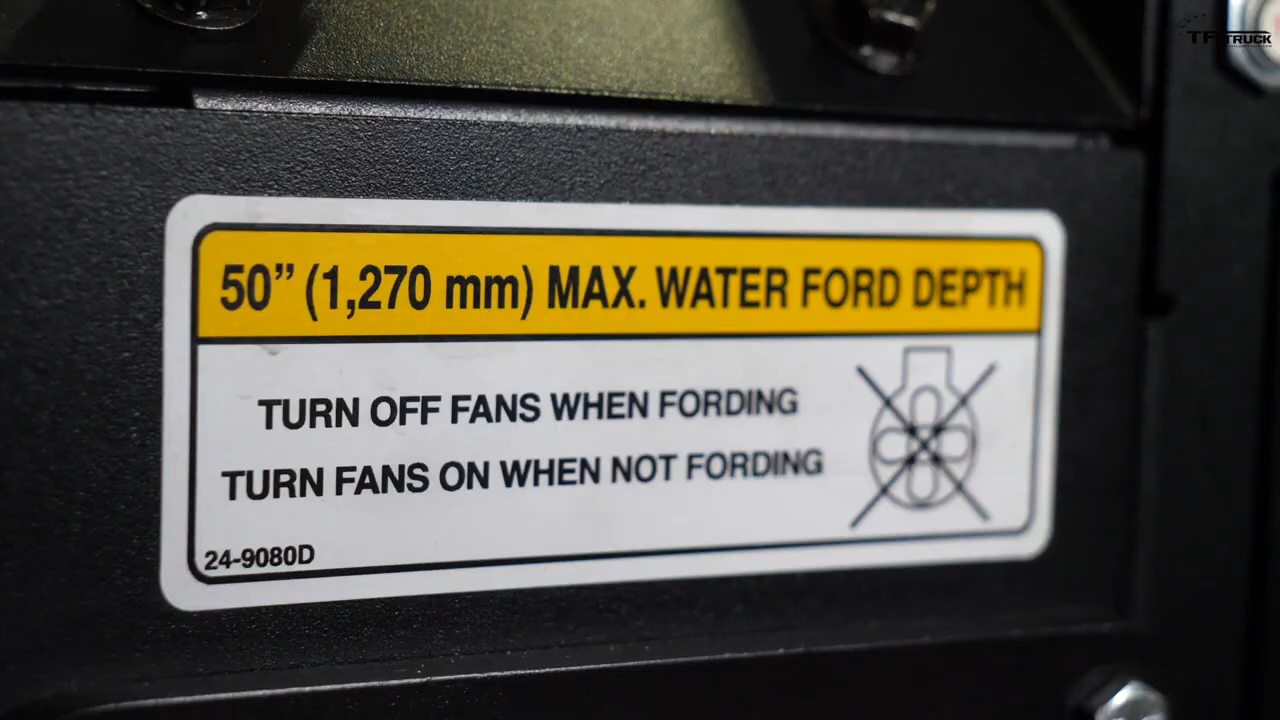 TFLTRUCK
50” (1,270 mm) MAX. WATER FORD DEPTH
TURN OFF FANS WHEN FORDING
TURN FANS ON WHEN NOT FORDING
24-9080D